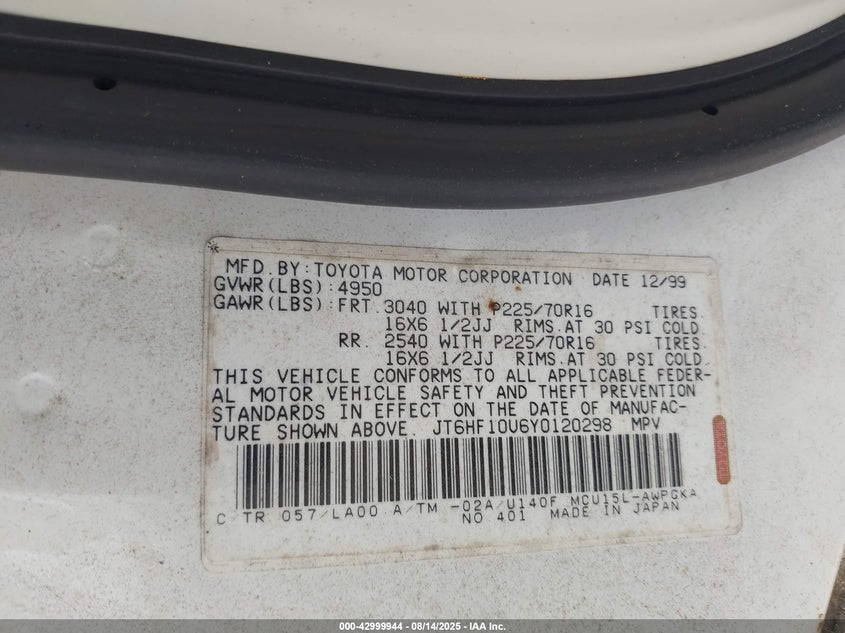 MFD.BY:TOYOTA MOTOR CORPORATION DATE 12/99
GVWR(LBS):4950
GAWR(LBS):FRT.3040 WITH P225/70R16 TIRES.
16X6 1/2JJ RIMS.AT 30 PSI COLD.
RR. 2540 WITH P225/70R16 TIRES.
16X6 1/2JJ RIMS.AT 30 PSI COLD.
THIS VEHICLE CONFORMS TO ALL APPLICABLE FEDER-
AL MOTOR VEHICLE SAFETY AND THEFT PREVENTION
STANDARDS IN EFFECT ON THE DATE OF MANUFAC-
TURE SHOWN ABOVE. JT6HF10U6Y0120298 MPV
C/TR 057/LA00 A/TM -02A/U140F MCU15L-AWPGKA
NO 401 MADE IN JAPAN
000-42999944 - 08/14/2025 - IAA Inc.